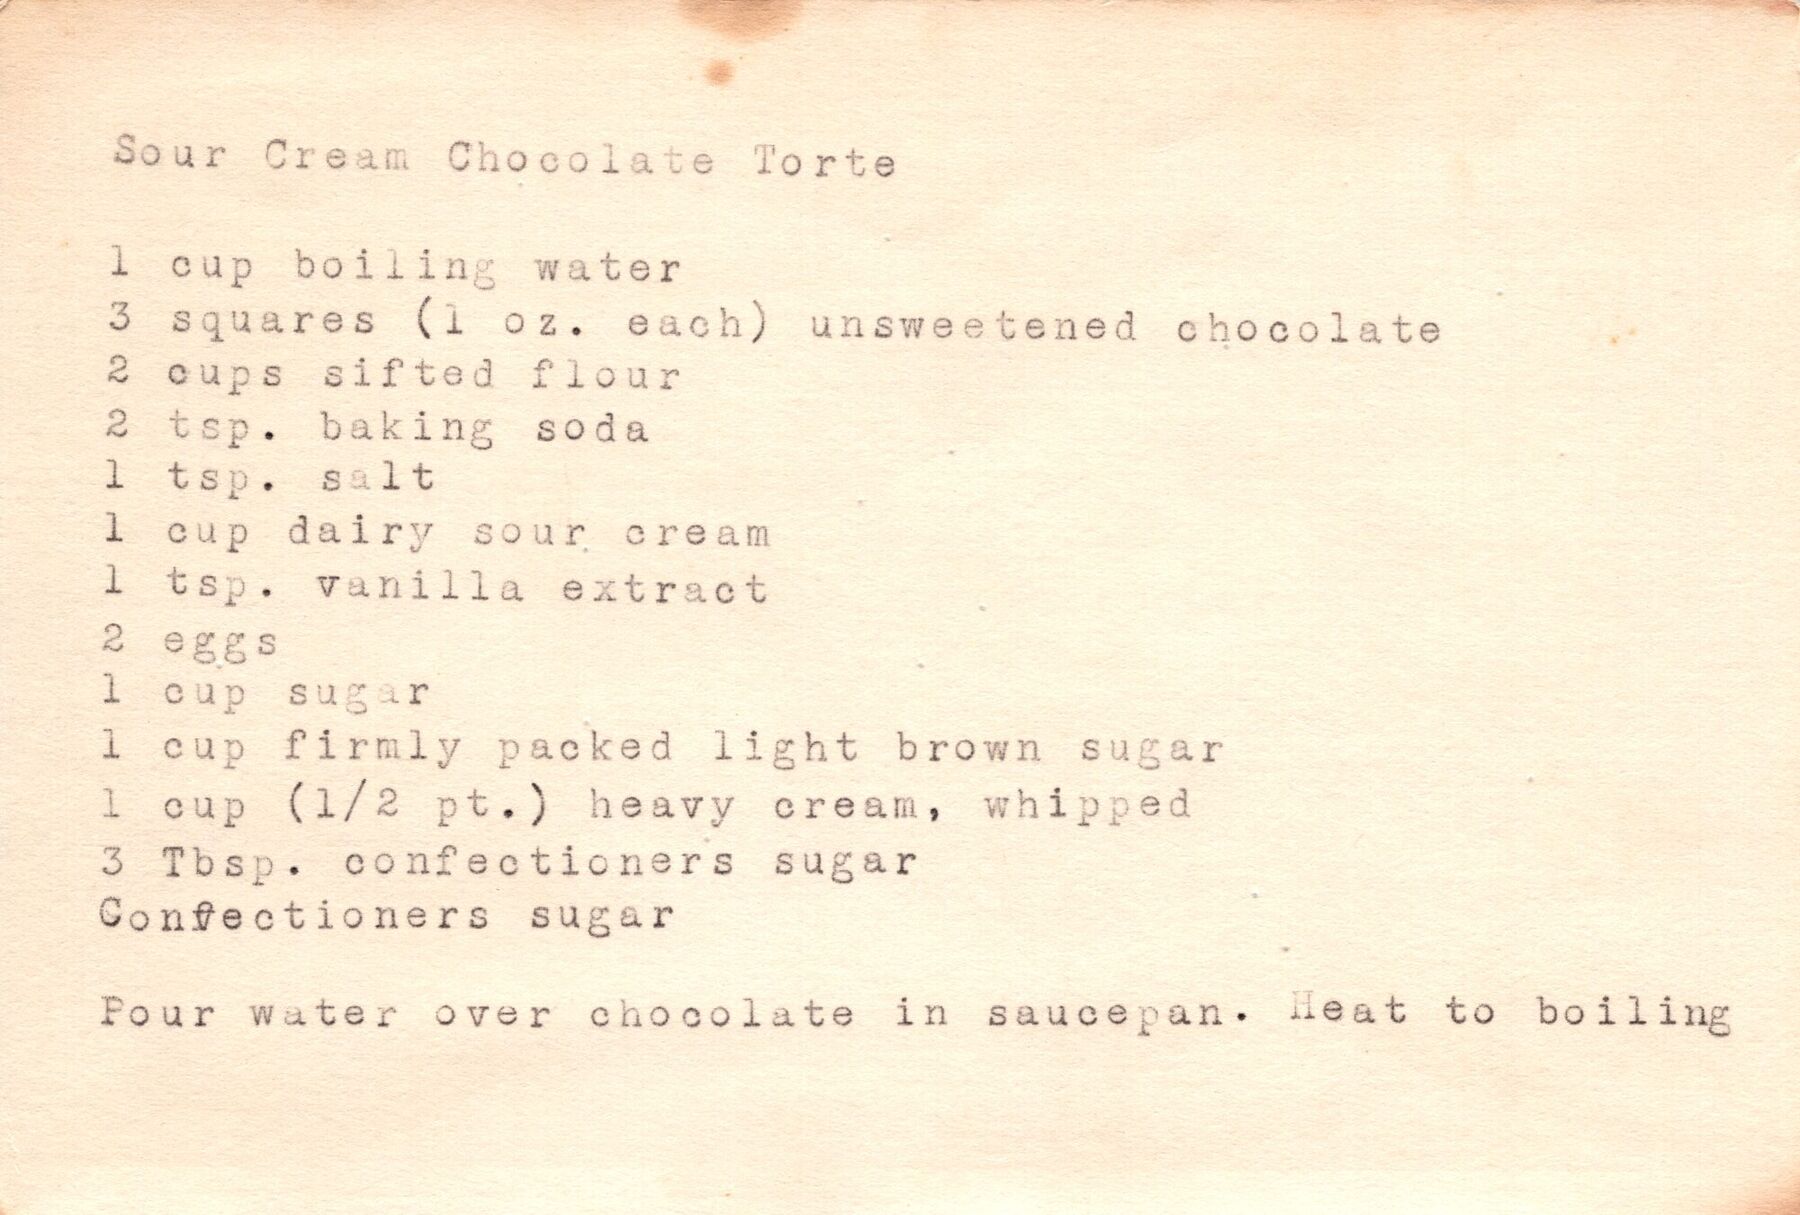 Sour Cream Chocolate Torte
1 cup boiling water
3 squares (1 oz. each) unsweetened chocolate
2 cups sifted flour
2 tsp. baking soda
1 tsp. salt
1 cup dairy sour cream
1 tsp. vanilla extract
2 eggs
1 cup sugar
1 cup firmly packed light brown sugar
1 cup (1/2 pt.) heavy cream, whipped
3 Tbsp. confectioners sugar
Confectioners sugar
Pour water over chocolate in saucepan. Heat to boiling